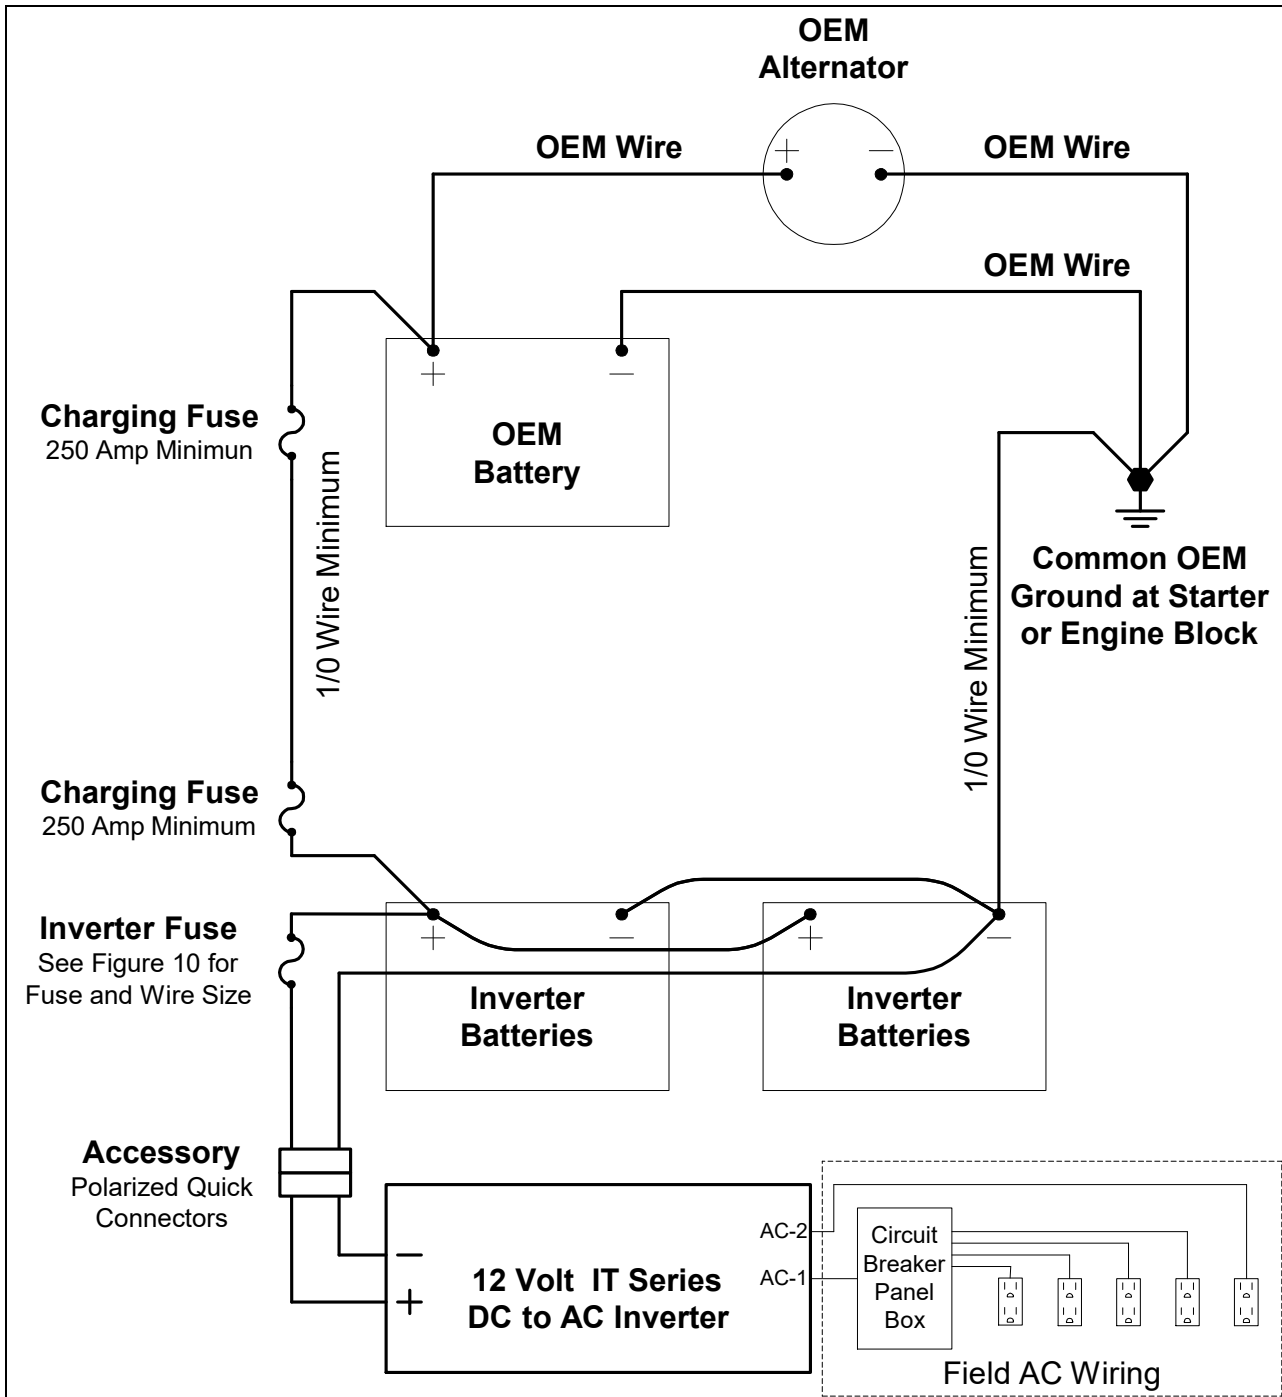 OEM
Alternator
OEM Wire
+
−
OEM Wire
OEM Wire
+
−
Charging Fuse
250 Amp Minimun
OEM
Battery
1/0 Wire Minimum
1/0 Wire Minimum
Common OEM
Ground at Starter
or Engine Block
Charging Fuse
250 Amp Minimum
Inverter Fuse
See Figure 10 for
Fuse and Wire Size
+
−
+
−
Inverter
Batteries
Inverter
Batteries
Accessory
Polarized Quick
Connectors
−
+
12 Volt IT Series
DC to AC Inverter
AC-2
AC-1
Circuit
Breaker
Panel
Box
Field AC Wiring